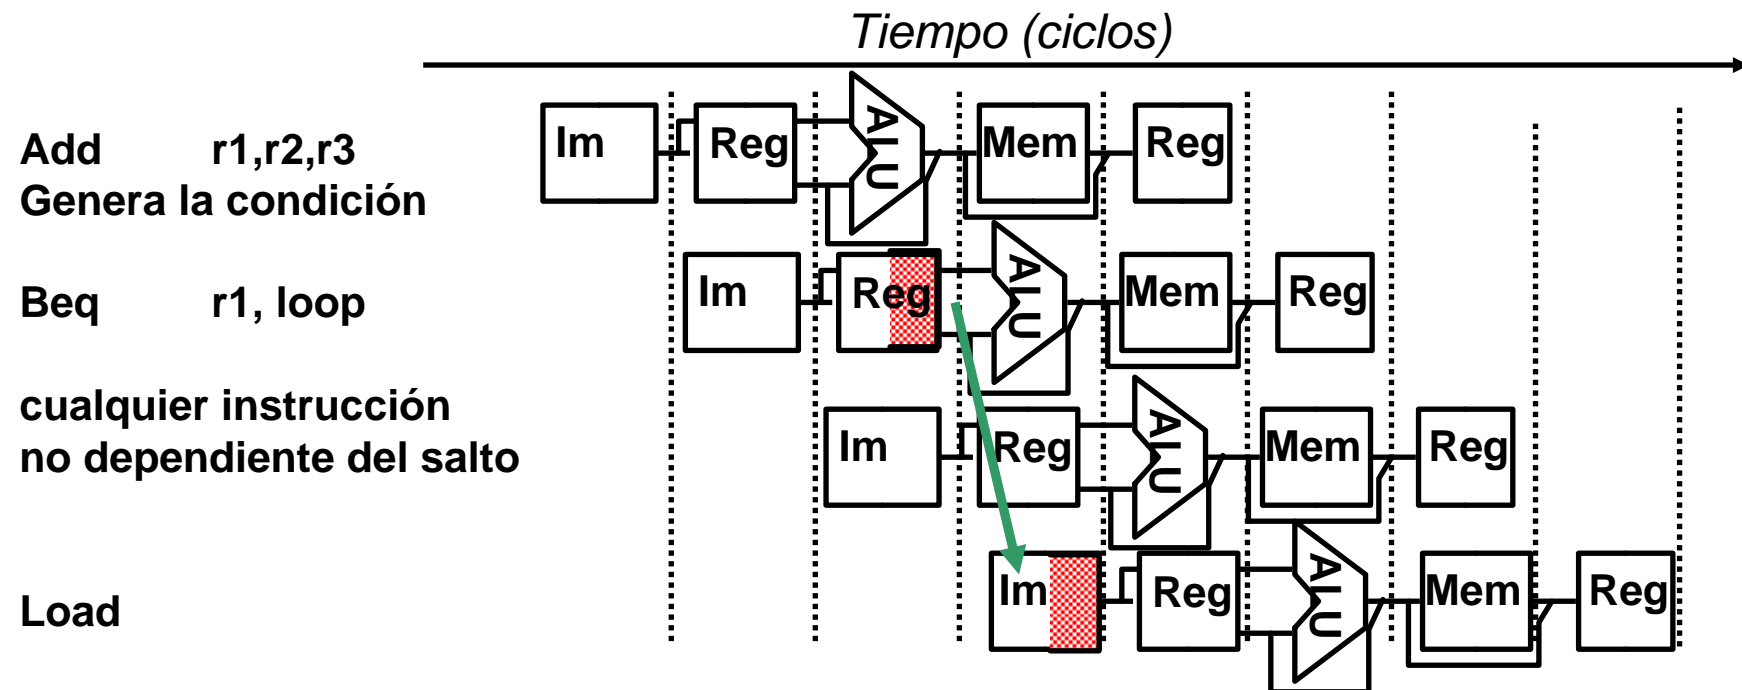 Tiempo (ciclos)
Add r1,r2,r3
Genera la condición
Im Reg ALU Mem Reg
Beq r1, loop
Im Reg ALU Mem Reg
cualquier instrucción
no dependiente del salto
Im Reg ALU Mem Reg
Load
Im Reg ALU Mem Reg